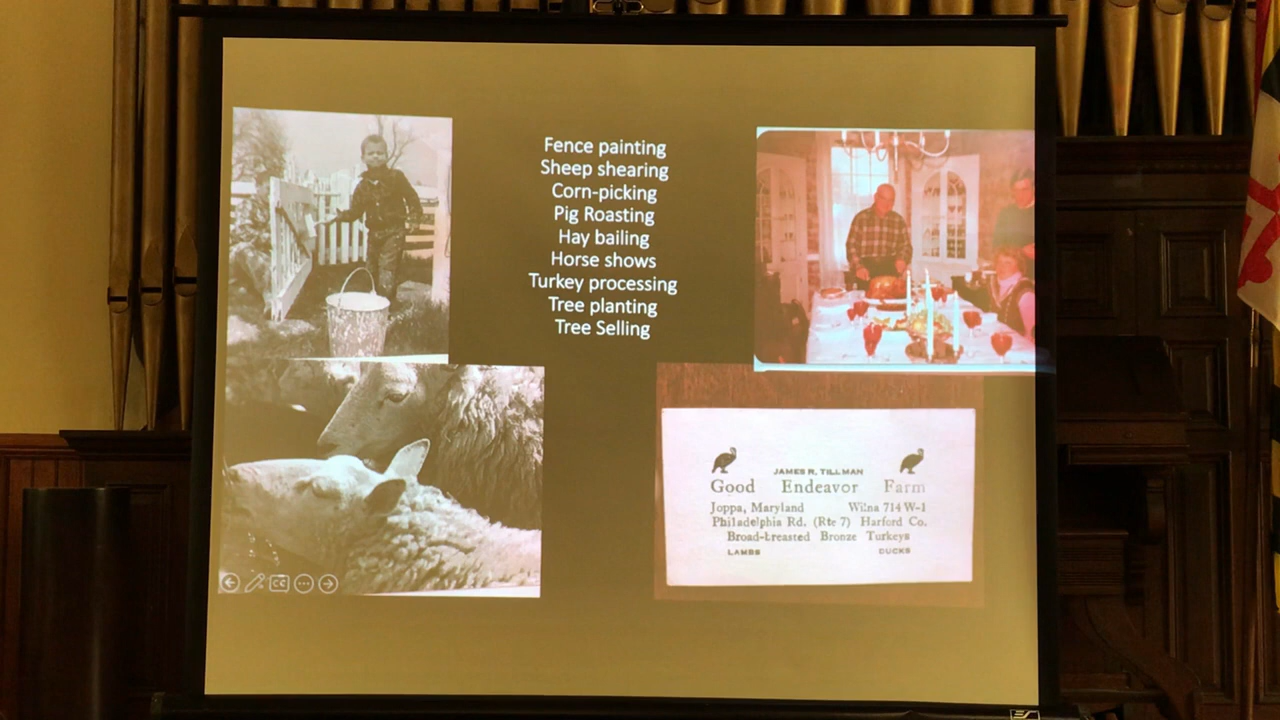 Fence painting
Sheep shearing
Corn-picking
Pig Roasting
Hay bailing
Horse shows
Turkey processing
Tree planting
Tree Selling
JAMES R. TILLMAN
Good Endeavor Farm
Joppa, Maryland Wilna 714 W-1
Philadelphia Rd. (Rte 7) Harford Co.
Broad-breasted Bronze Turkeys
LAMBS DUCKS
CC